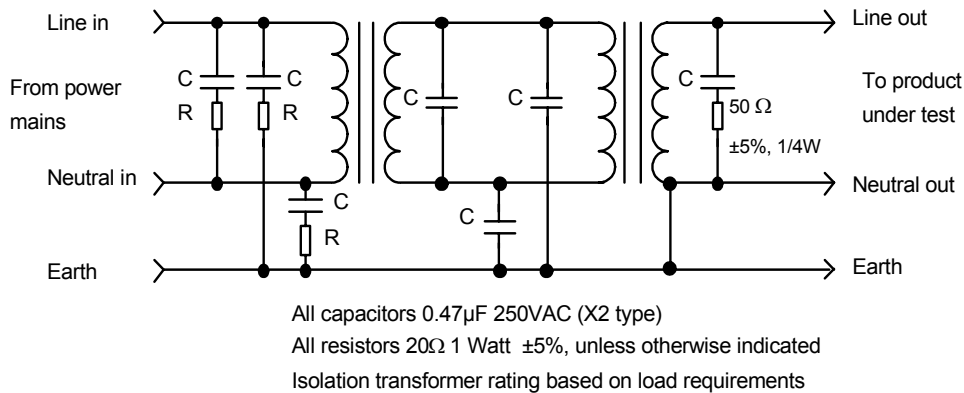 Line in
Line out
C
C
C
C
C
From power
mains
R
R
50 Ω
±5%, 1/4W
To product
under test
Neutral in
Neutral out
C
C
R
Earth
Earth
All capacitors 0.47µF 250VAC (X2 type)
All resistors 20Ω 1 Watt ±5%, unless otherwise indicated
Isolation transformer rating based on load requirements